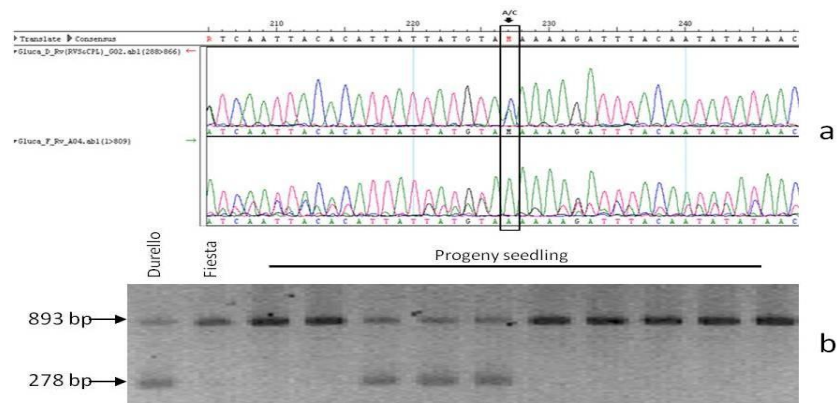 A/C
210 220 230 240
Translate Consensus R T C A A T T A C A C A T T A T T A T G T A M A A A A G A T T T A C A A T A T A T A A C
Gluca_D_Rv(RVScCPL)_G02.ab1(288>866)
A T C A A T T A C A C A T T A T T A T G T A M A A A A G A T T T A C A A T A T A T A A C
a
Gluca_F_Rv_A04.ab1(1>809)
A T C A A T T A C A C A T T A T T A T G T A A A A A A G A T T T A C A A T A T A T A A C
Durello
Fiesta
Progeny seedling
893 bp
b
278 bp